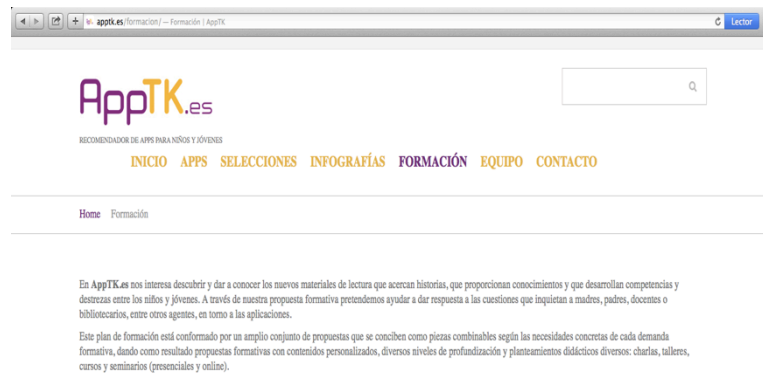 apptk.es/formacion/ — Formación | AppTK
Lector
AppTK.es
RECOMENDADOR DE APPS PARA NIÑOS Y JÓVENES
INICIO APPS SELECCIONES INFOGRAFÍAS FORMACIÓN EQUIPO CONTACTO
Home Formación
En AppTK.es nos interesa descubrir y dar a conocer los nuevos materiales de lectura que acercan historias, que proporcionan conocimientos y que desarrollan competencias y
destrezas entre los niños y jóvenes. A través de nuestra propuesta formativa pretendemos ayudar a dar respuesta a las cuestiones que inquietan a madres, padres, docentes o
bibliotecarios, entre otros agentes, en torno a las aplicaciones.
Este plan de formación está conformado por un amplio conjunto de propuestas que se conciben como piezas combinables según las necesidades concretas de cada demanda
formativa, dando como resultado propuestas formativas con contenidos personalizados, diversos niveles de profundización y planteamientos didácticos diversos: charlas, talleres,
cursos y seminarios (presenciales y online).